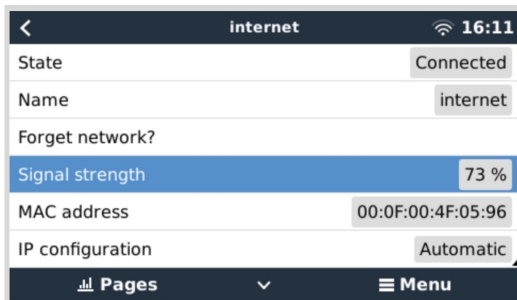 internet 16:11
State Connected
Name internet
Forget network?
Signal strength 73 %
MAC address 00:0F:00:4F:05:96
IP configuration Automatic
Pages Menu